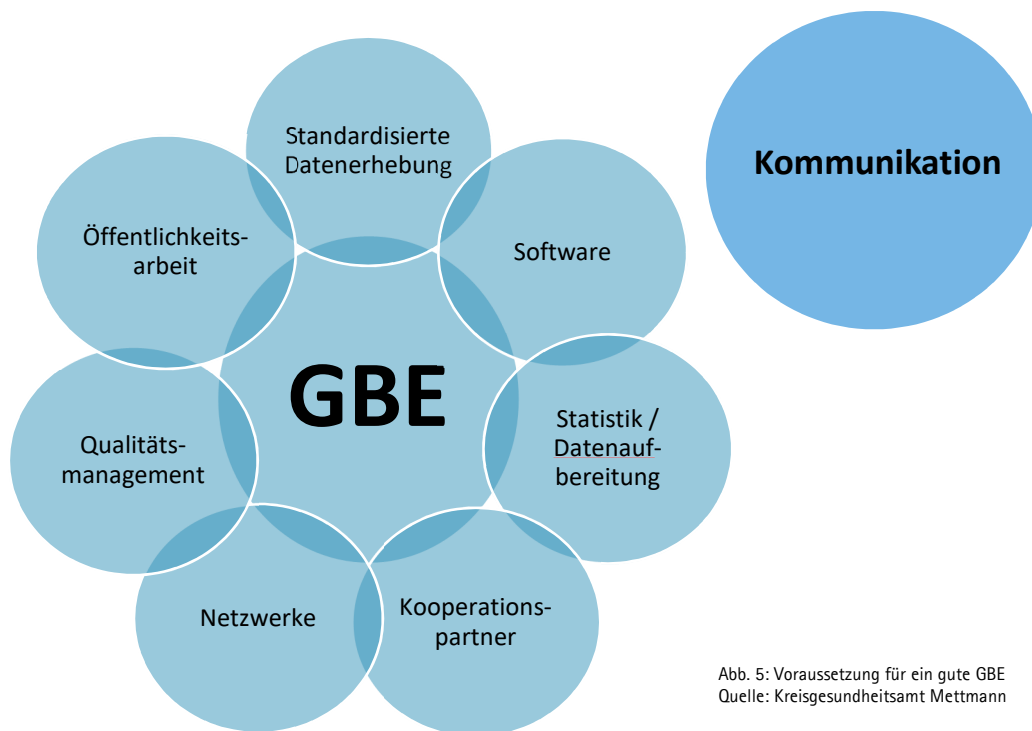 Standardisierte
Datenerhebung
Kommunikation
Öffentlichkeits-
arbeit
Software
GBE
Statistik /
Datenauf-
bereitung
Qualitäts-
management
Netzwerke
Kooperations-
partner
Abb. 5: Voraussetzung für ein gute GBE
Quelle: Kreisgesundheitsamt Mettmann